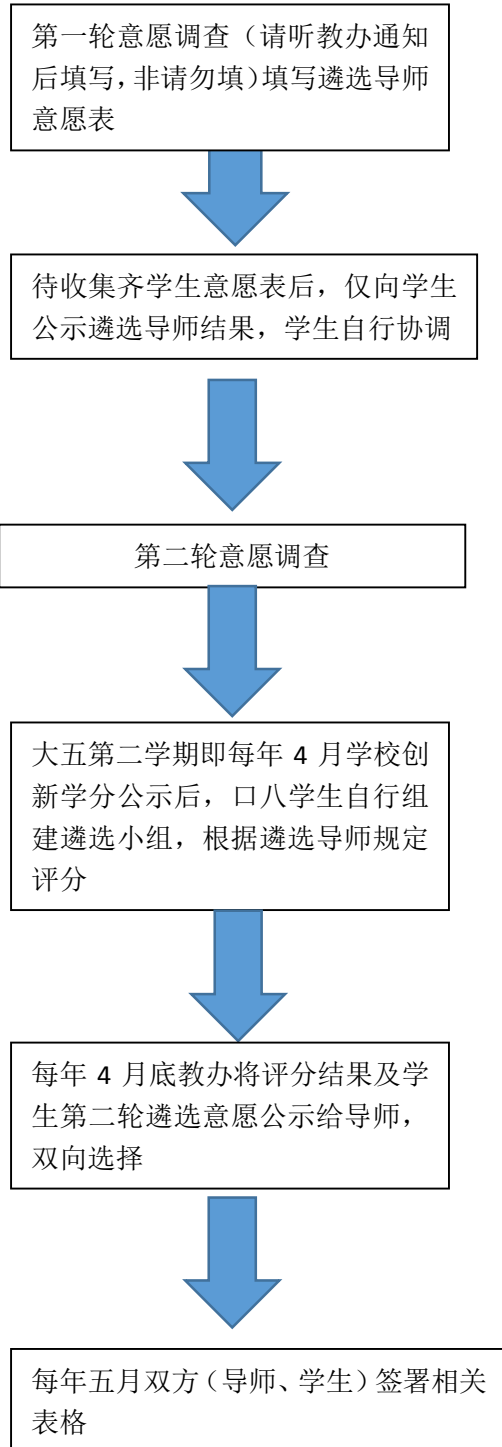 第一轮意愿调查（请听教办通知
后填写,非请勿填)填写遴选导师
意愿表
待收集齐学生意愿表后，仅向学生
公示遴选导师结果，学生自行协调
第二轮意愿调查
大五第二学期即每年 4 月学校创
新学分公示后，口八学生自行组
建遴选小组，根据遴选导师规定
评分
每年 4 月底教办将评分结果及学
生第二轮遴选意愿公示给导师，
双向选择
每年五月双方（导师、学生）签署相关
表格